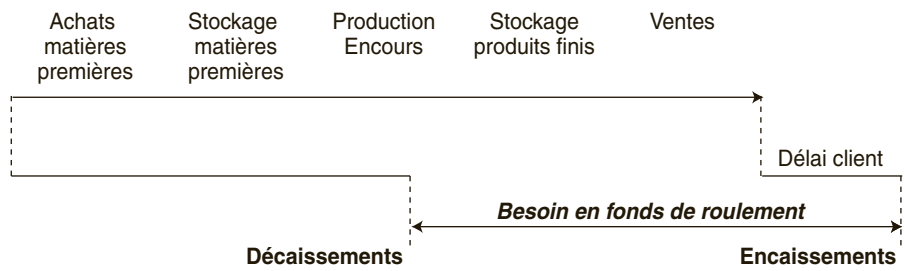 Achats
matières
premières
Stockage
matières
premières
Production
Encours
Stockage
produits finis
Ventes
Délai client
Besoin en fonds de roulement
Décaissements
Encaissements